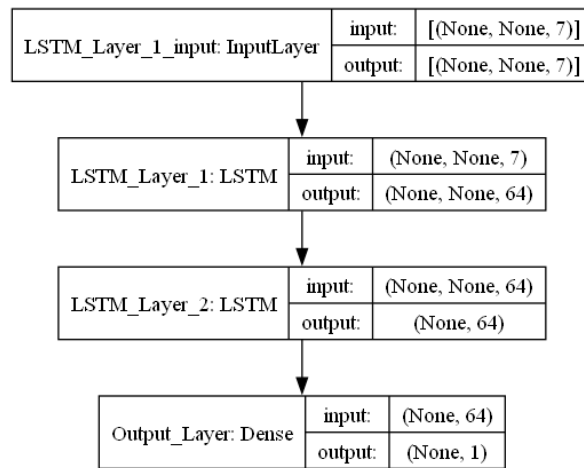 LSTM_Layer_1_input: InputLayer
input: [(None, None, 7)]
output: [(None, None, 7)]
LSTM_Layer_1: LSTM
input: (None, None, 7)
output: (None, None, 64)
LSTM_Layer_2: LSTM
input: (None, None, 64)
output: (None, 64)
Output_Layer: Dense
input: (None, 64)
output: (None, 1)